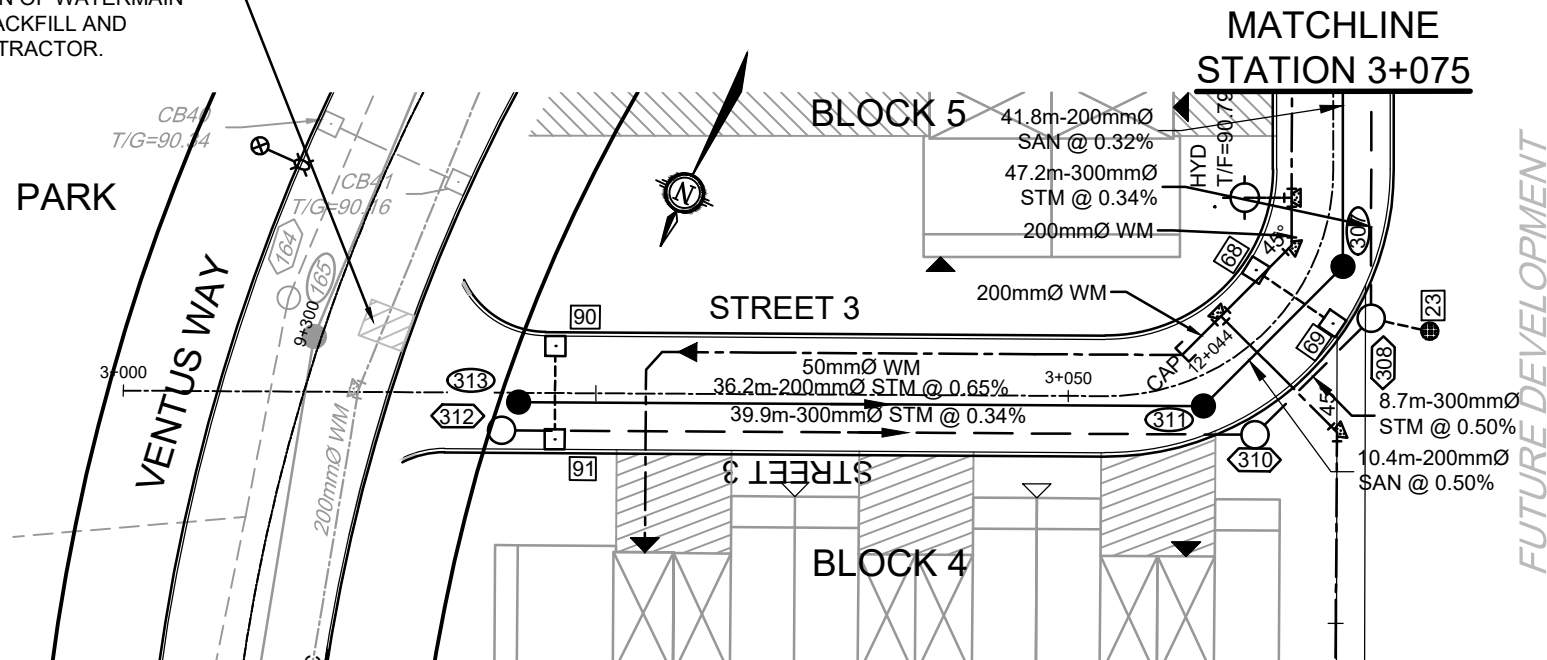 N OF WATERMAIN
ACKFILL AND
TRACTOR.
MATCHLINE
STATION 3+075
CB40
T/G=90.34
CB41
T/G=90.16
PARK
VENTUS WAY
164
165
9+300
200mmØ WM
3+000
N
BLOCK 5
41.8m-200mmØ
SAN @ 0.32%
47.2m-300mmØ
STM @ 0.34%
200mmØ WM
HYD
T/F=90.79
45°
68
307
200mmØ WM
STREET 3
90
CAP
12+044
69
23
308
FUTURE DEVELOPMENT
50mmØ WM
36.2m-200mmØ STM @ 0.65%
39.9m-300mmØ STM @ 0.34%
3+050
313
312
311
310
45°
8.7m-300mmØ
STM @ 0.50%
10.4m-200mmØ
SAN @ 0.50%
91
STREET 3
BLOCK 4